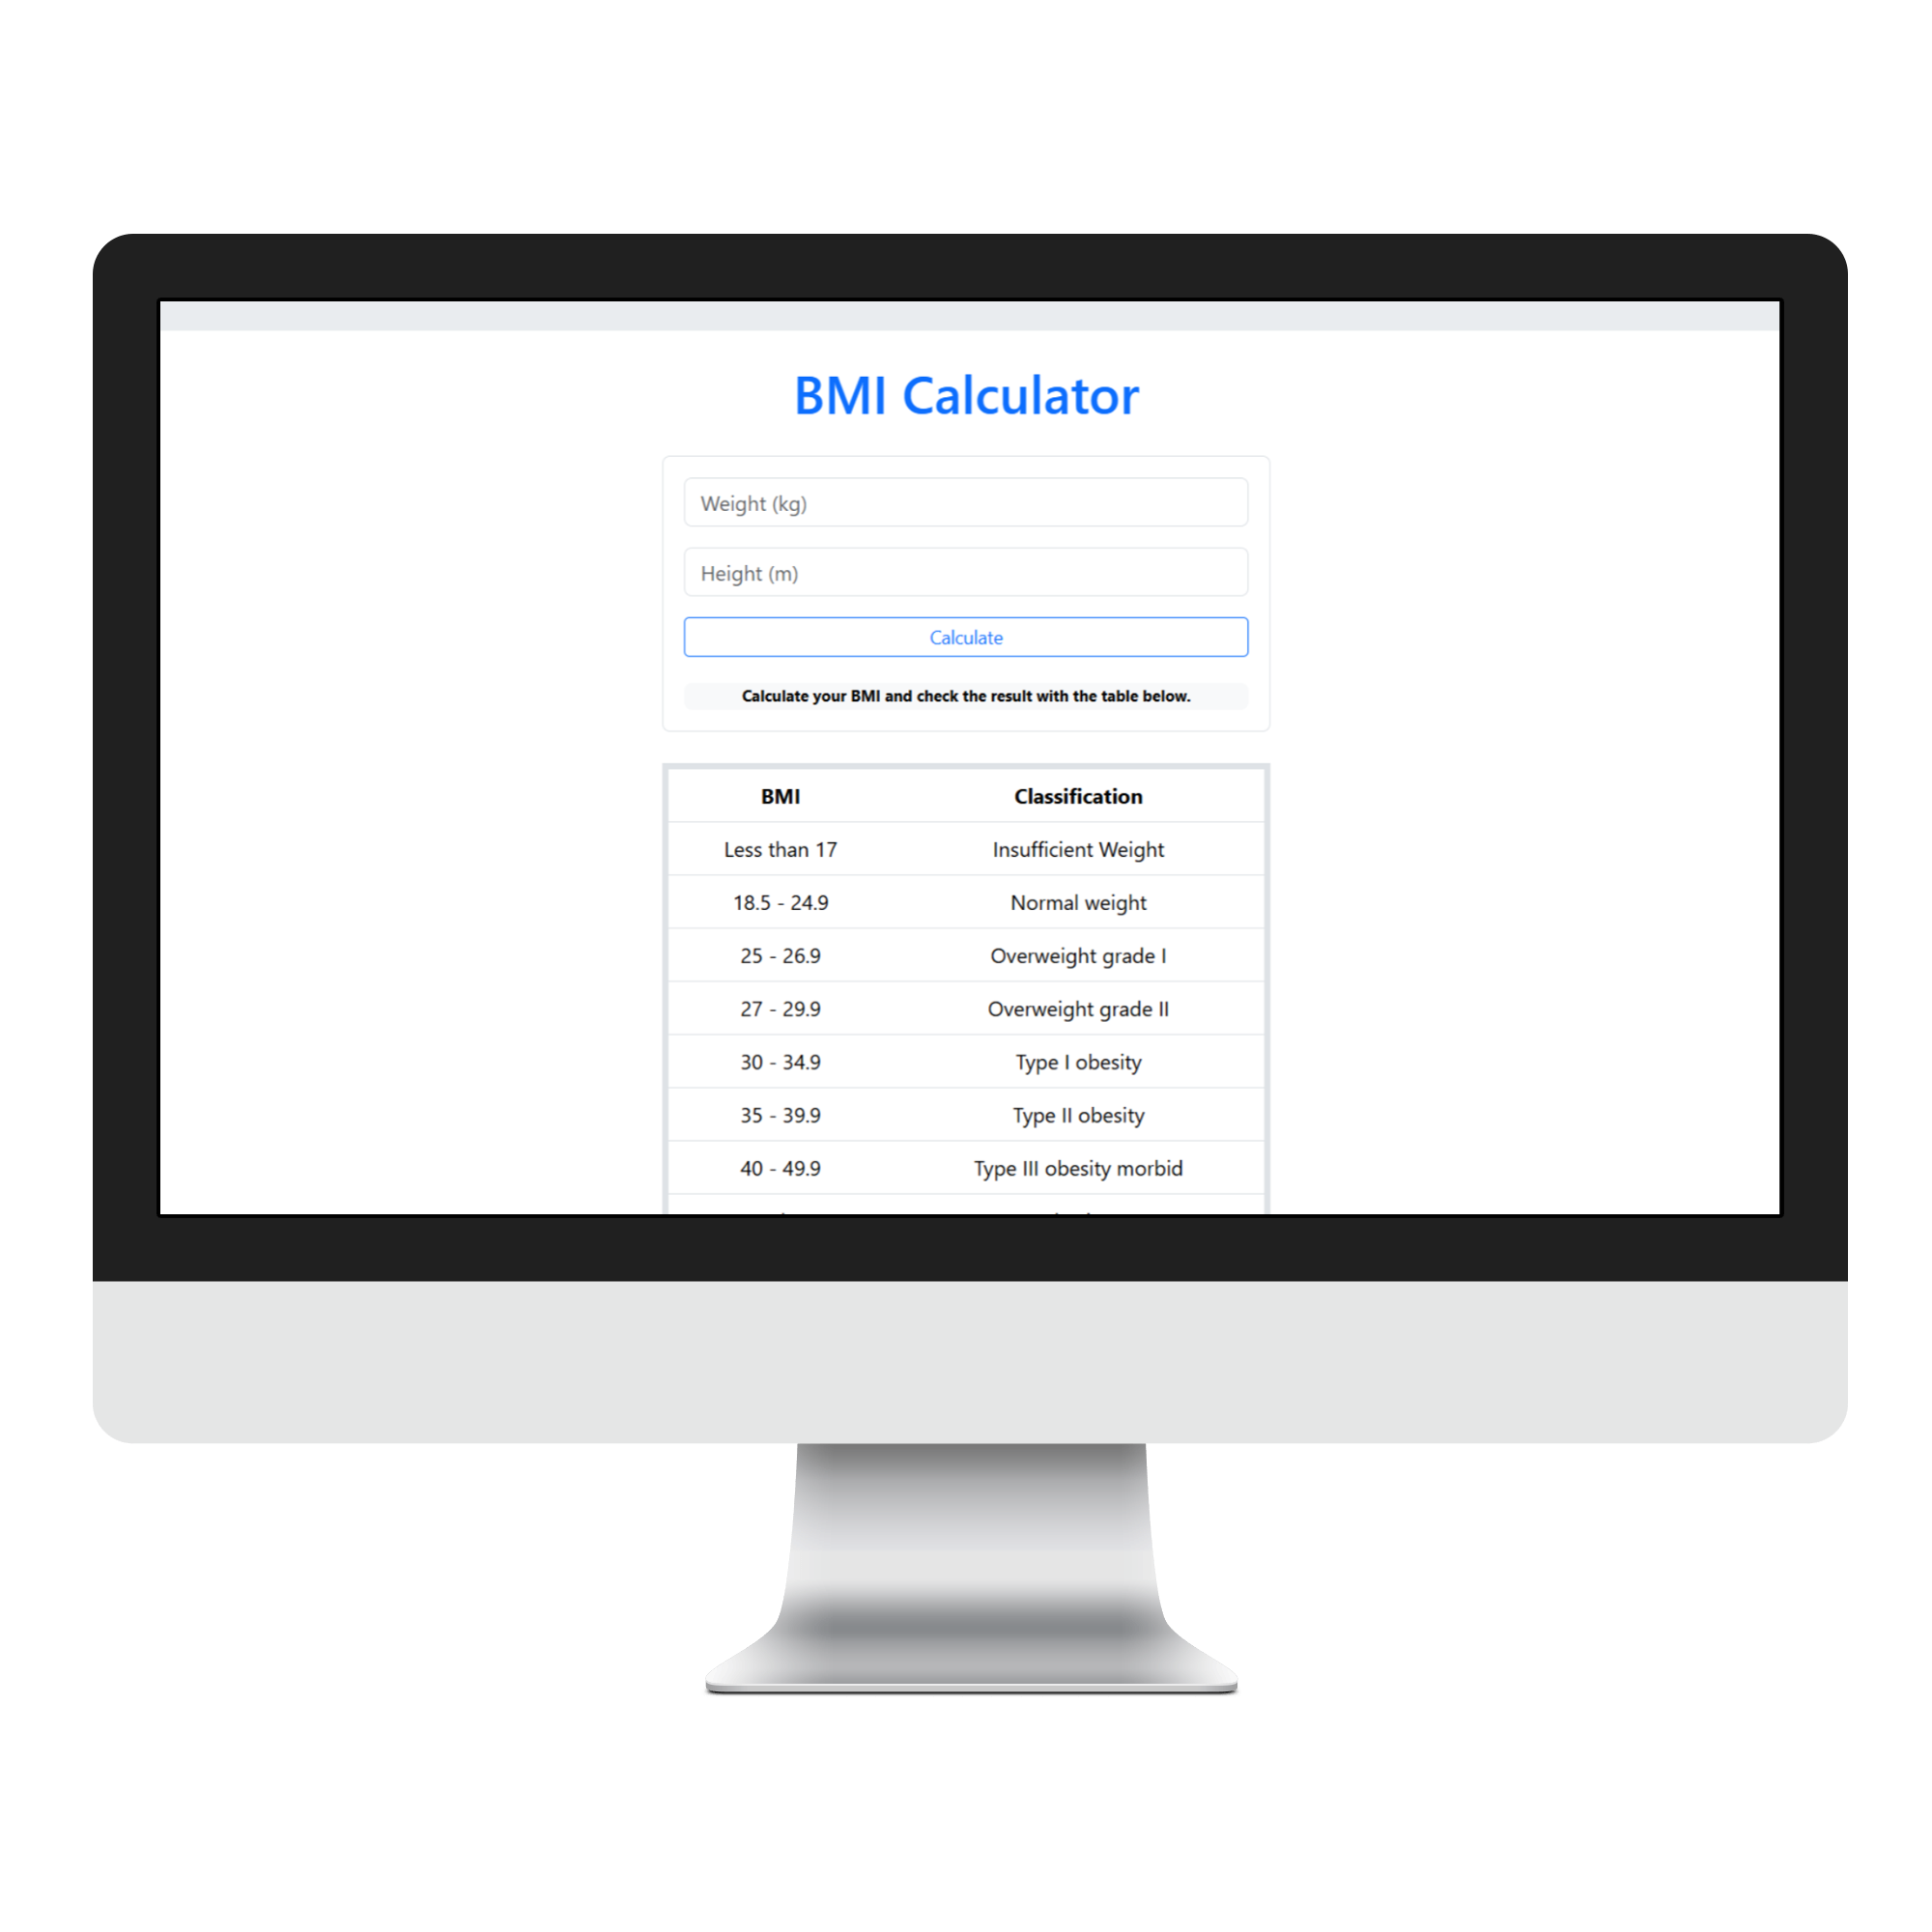 BMI Calculator
Weight (kg)
Height (m)
Calculate
Calculate your BMI and check the result with the table below.
BMI Classification
Less than 17 Insufficient Weight
18.5 - 24.9 Normal weight
25 - 26.9 Overweight grade I
27 - 29.9 Overweight grade II
30 - 34.9 Type I obesity
35 - 39.9 Type II obesity
40 - 49.9 Type III obesity morbid